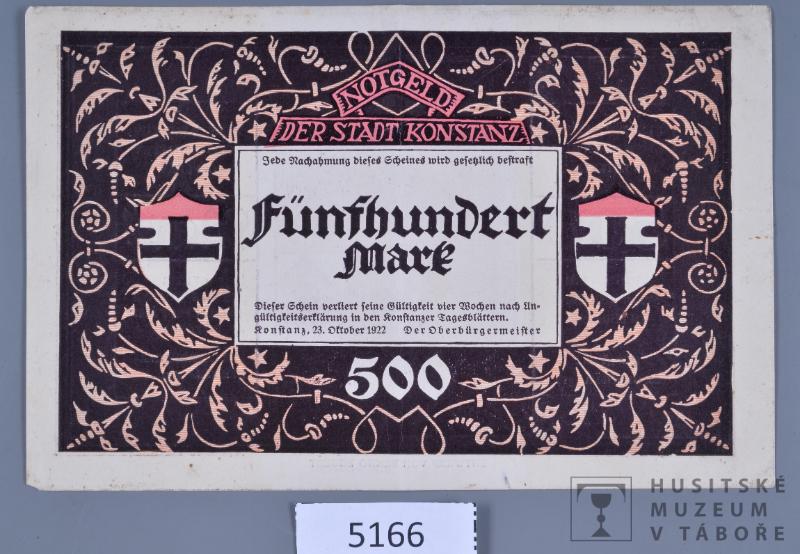 NOTGELD
DER STADT KONSTANZ
Jede Nachahmung dieses Scheines wird gesetzlich bestraft
Fünfhundert
Mark
Dieser Schein verliert seine Gültigkeit vier Wochen nach Un-
gültigkeitserklärung in den Konstanzer Tagesblättern.
Konstanz, 23. Oktober 1922 Der Oberbürgermeister
500
5166
HUSITSKÉ
MUZEUM
V TÁBOŘE